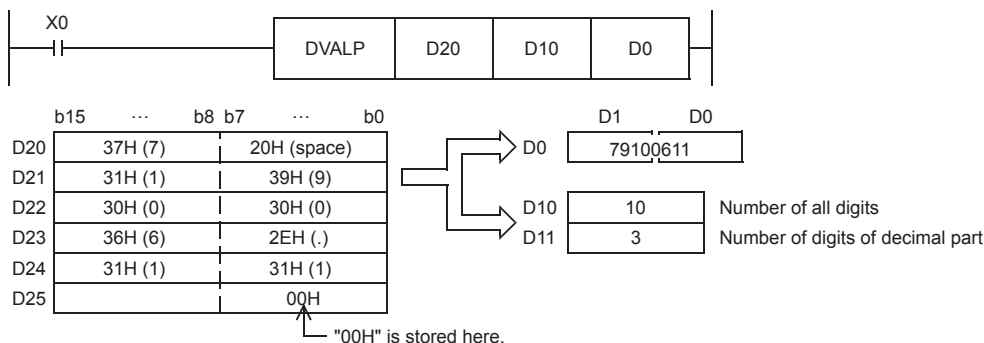 X0
DVALP D20 D10 D0
b15 ··· b8 b7 ··· b0
D20 37H (7) 20H (space)
D21 31H (1) 39H (9)
D22 30H (0) 30H (0)
D23 36H (6) 2EH (.)
D24 31H (1) 31H (1)
D25 00H
"00H" is stored here.
D1 D0
D0 79100611
D10 10 Number of all digits
D11 3 Number of digits of decimal part